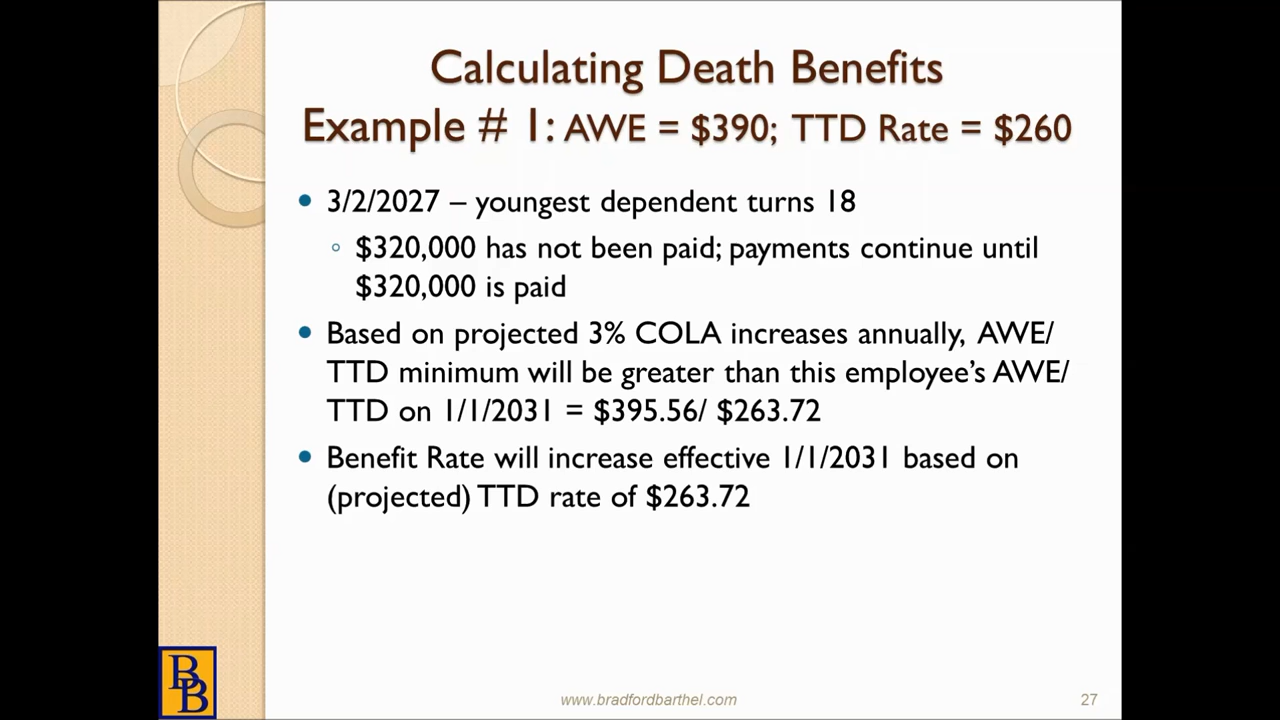 Calculating Death Benefits
Example # 1: AWE = $390; TTD Rate = $260
• 3/2/2027 – youngest dependent turns 18
◦ $320,000 has not been paid; payments continue until
$320,000 is paid
• Based on projected 3% COLA increases annually, AWE/
TTD minimum will be greater than this employee’s AWE/
TTD on 1/1/2031 = $395.56/ $263.72
• Benefit Rate will increase effective 1/1/2031 based on
(projected) TTD rate of $263.72
BB
www.bradfordbarthel.com
27